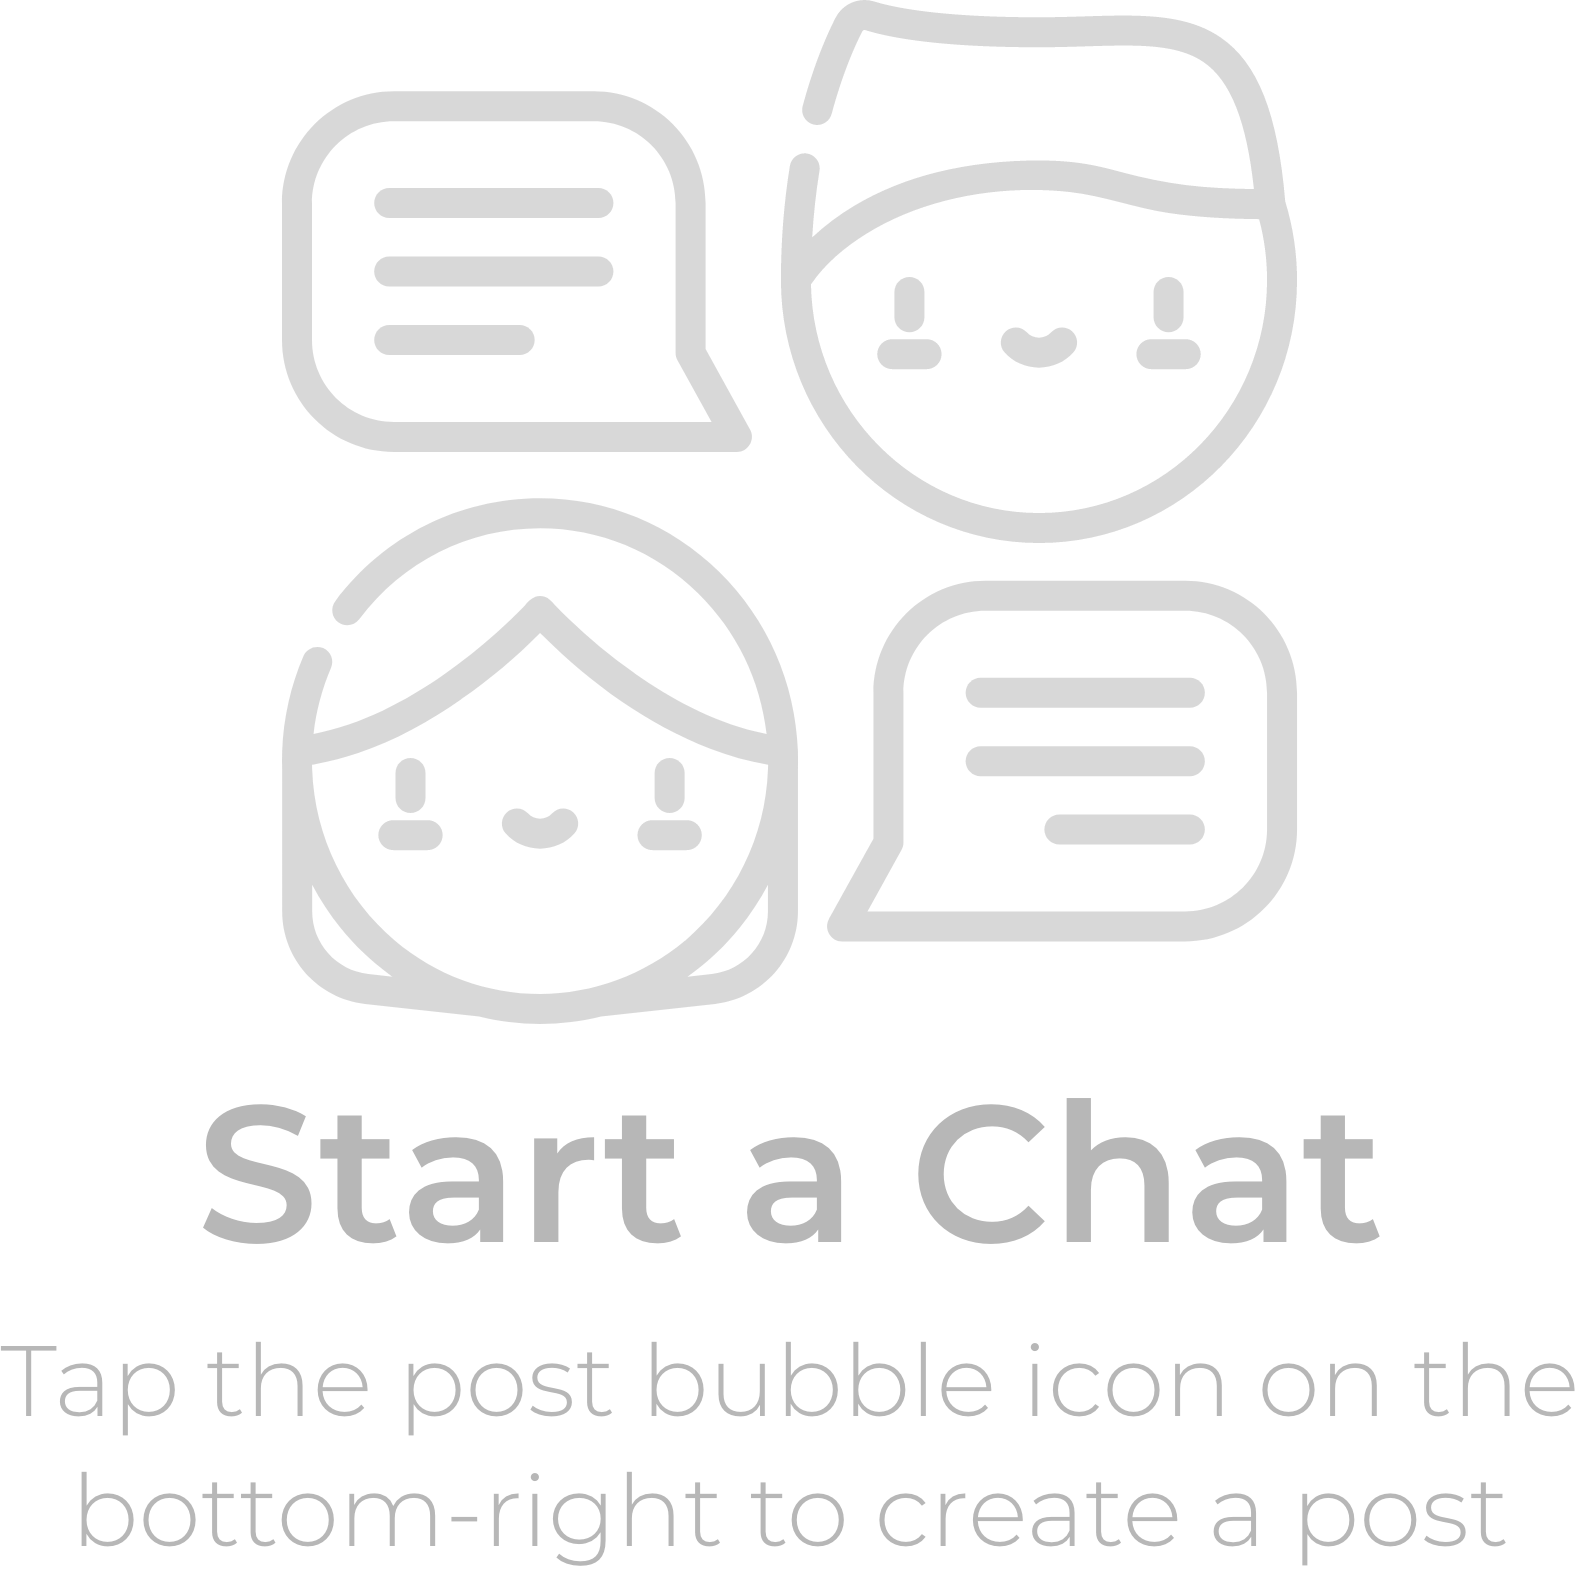 Start a Chat
Tap the post bubble icon on the
bottom-right to create a post